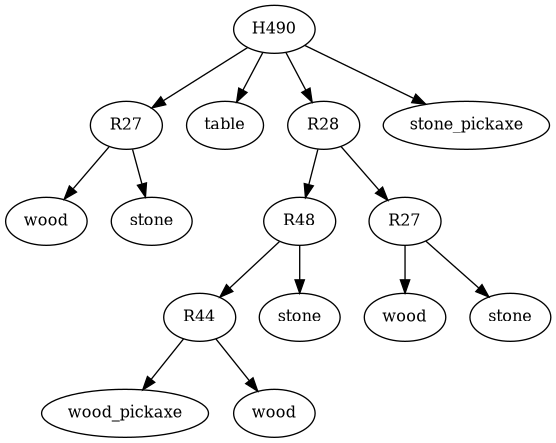 H490
R27
table
R28
stone_pickaxe
wood
stone
R48
R27
R44
stone
wood
stone
wood_pickaxe
wood